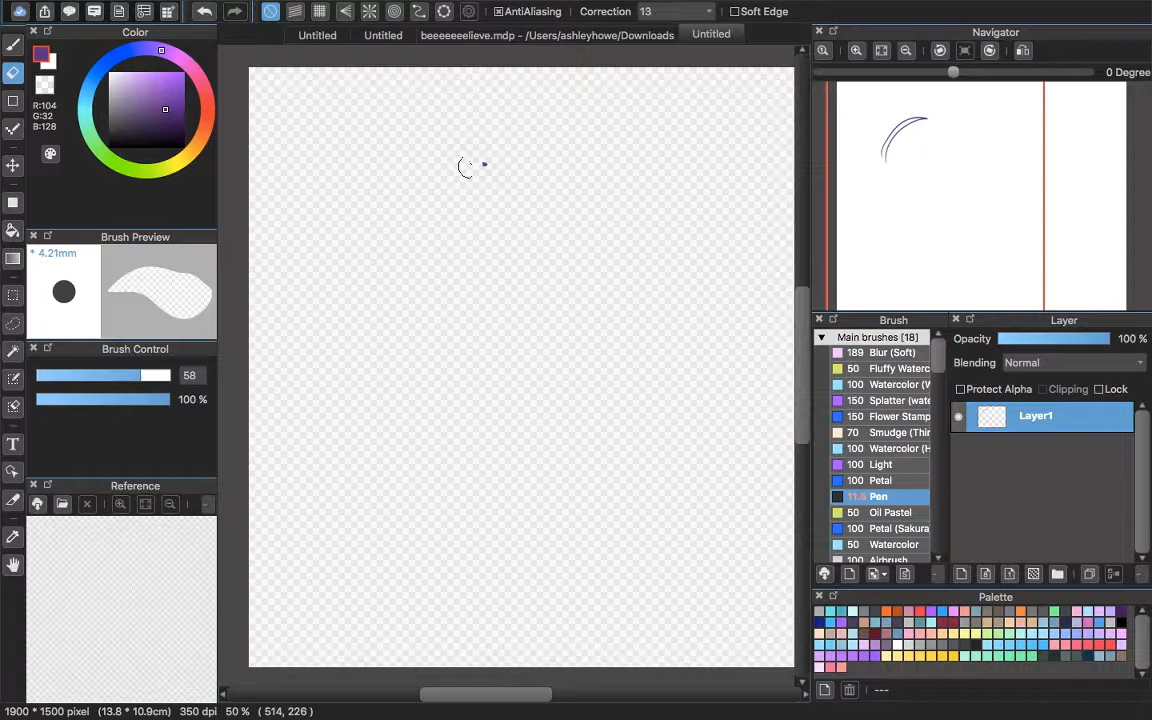 AntiAliasing
Correction 13
Soft Edge
Untitled
Untitled
beeeeeeelieve.mdp - /Users/ashleyhowe/Downloads
Untitled
Color
R:104
G:32
B:128
Brush Preview
* 4.21mm
Brush Control
58
100 %
Reference
T
Navigator
0 Degree
Brush
Main brushes [18]
189 Blur (Soft)
50 Fluffy Waterc
100 Watercolor (W
150 Splatter (wate
150 Flower Stamp
70 Smudge (Thin
100 Watercolor (H
100 Light
100 Petal
11.5 Pen
50 Oil Pastel
100 Petal (Sakura
50 Watercolor
100 Airbrush
Layer
Opacity 100 %
Blending Normal
Protect Alpha Clipping Lock
Layer1
Palette
---
1900 * 1500 pixel (13.8 * 10.9cm) 350 dpi 50 % ( 514, 226 )